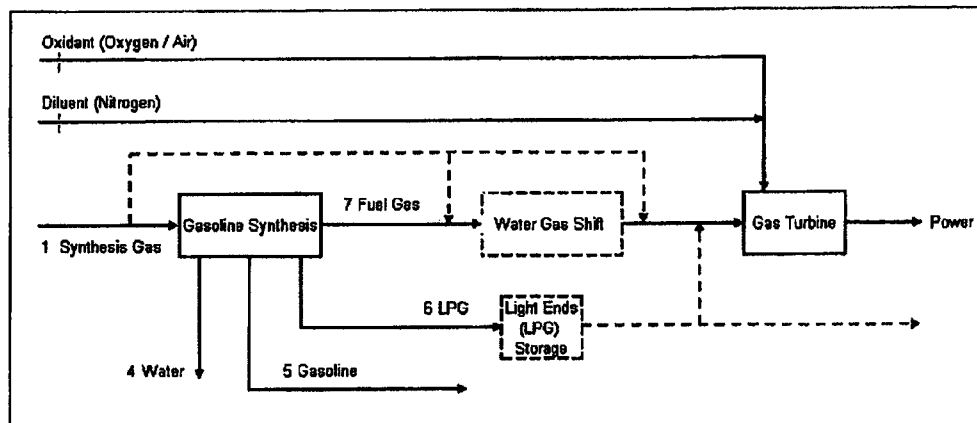 Oxidant (Oxygen / Air)
Diluent (Nitrogen)
7 Fuel Gas
Gasoline Synthesis
Water Gas Shift
Gas Turbine
Power
1 Synthesis Gas
6 LPG
Light Ends
(LPG)
Storage
4 Water
5 Gasoline